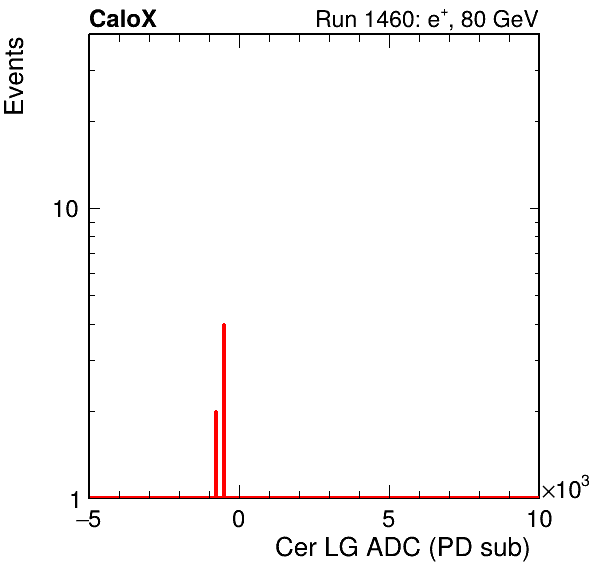 CaloX Run 1460: e⁺, 80 GeV
Events
10
1
−5 0 5 10
×10³
Cer LG ADC (PD sub)